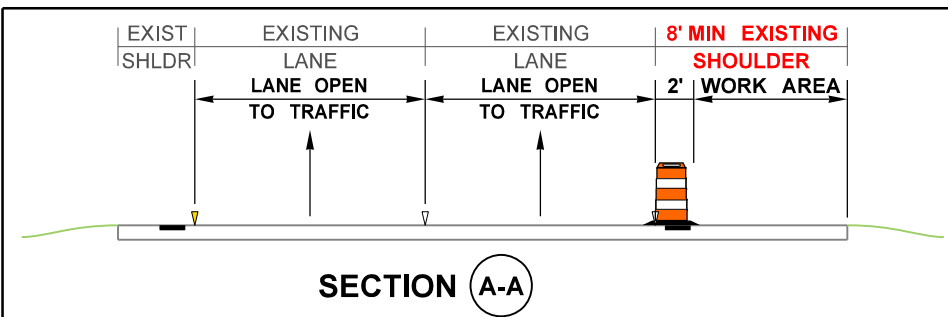 EXIST EXISTING EXISTING 8' MIN EXISTING
SHLDR LANE LANE SHOULDER
LANE OPEN LANE OPEN 2' WORK AREA
TO TRAFFIC TO TRAFFIC
SECTION A-A